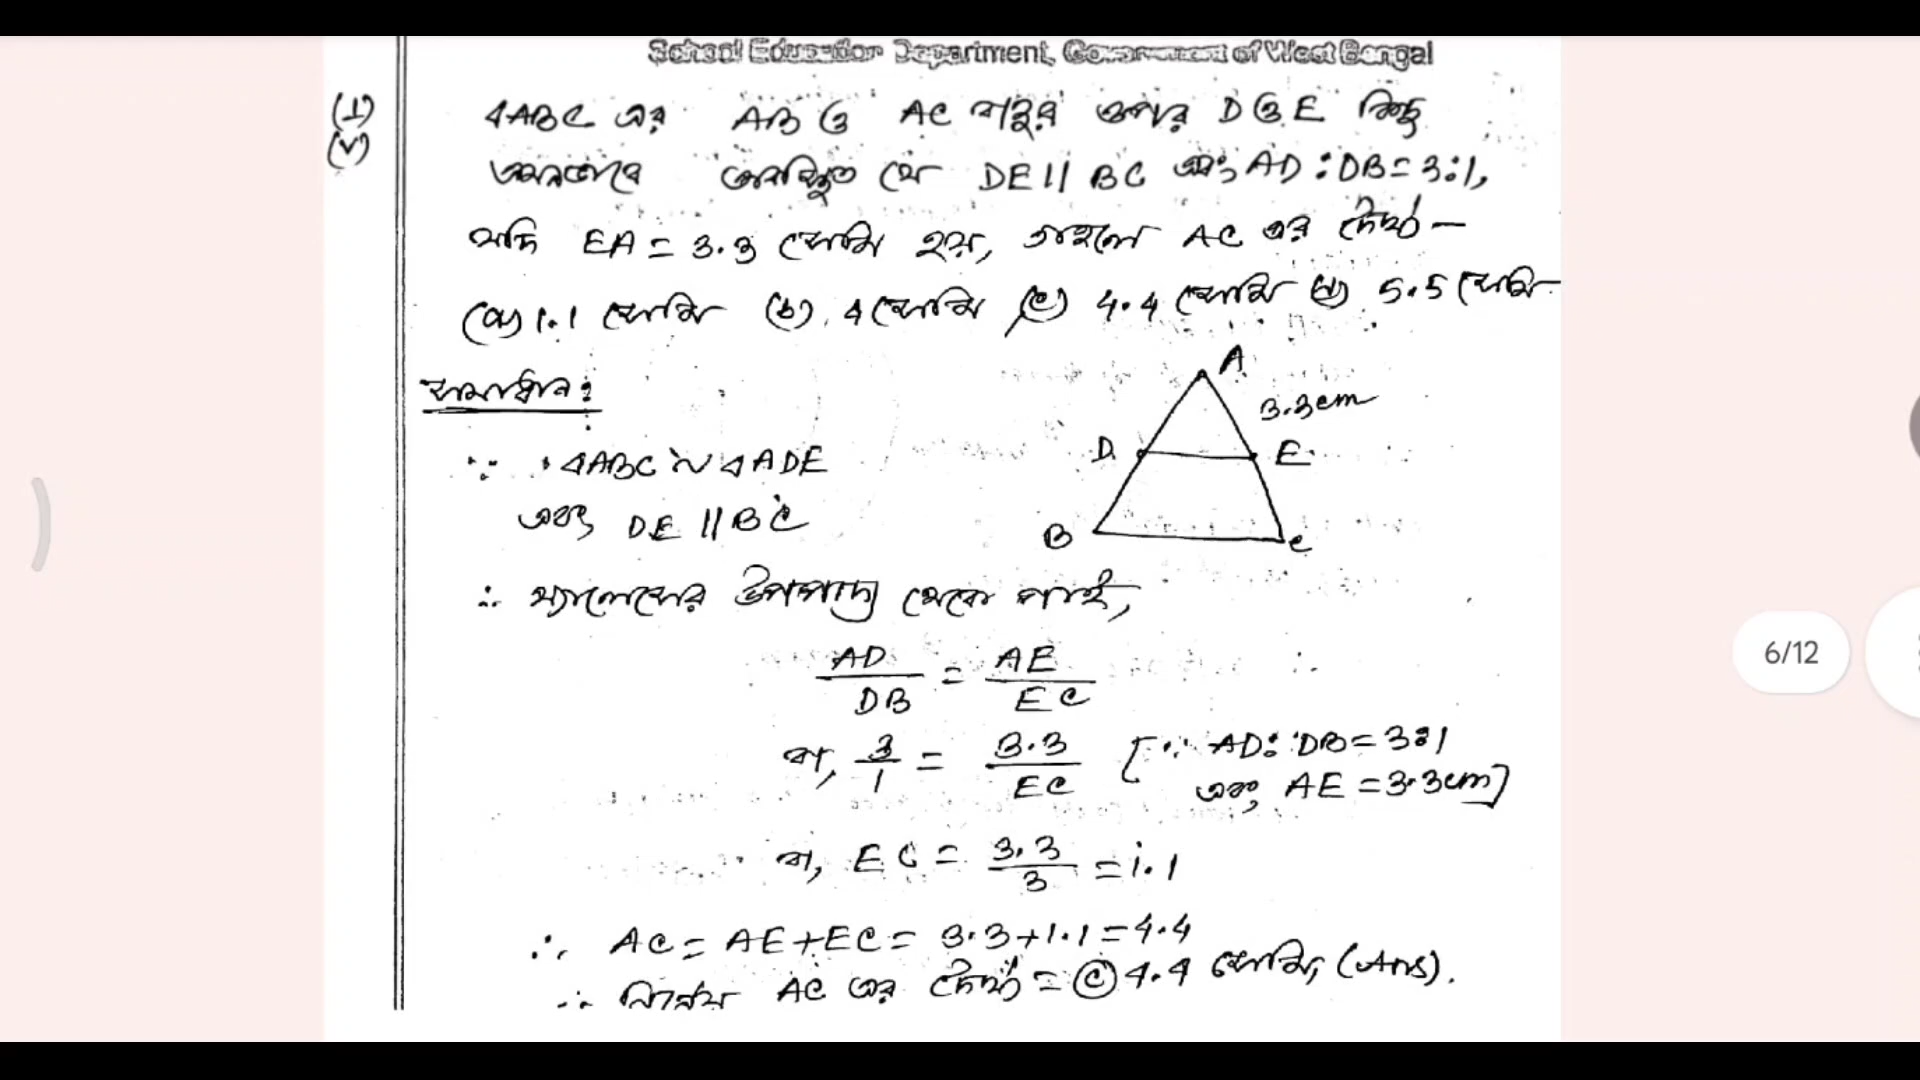 School Education Department, Government of West Bengal
(1) ΔABC এর AB ও AC বাহুর ওপর D ও E বিন্দু
(v) এমনভাবে অবস্থিত যে DE || BC এবং AD : DB = 3:1,
যদি EA = 3.3 সেমি হয়, তাহলে AC এর দৈর্ঘ্য —
(a) 1.1 সেমি (b) 4 সেমি (c) 4.4 সেমি (d) 5.5 সেমি
সমাধান :
A
3.3cm
∵ ΔABC ~ ΔADE
D
E
এবং DE || BC
B
C
∴ থ্যালেসের উপপাদ্য থেকে পাই,
AD/DB = AE/EC
বা, 3/1 = 3.3/EC [∵ AD : DB = 3:1
এবং AE = 3.3cm]
বা, EC = 3.3/3 = 1.1
∴ AC = AE + EC = 3.3 + 1.1 = 4.4
∴ নির্ণেয় AC এর দৈর্ঘ্য = (c) 4.4 সেমি, (Ans).
6/12